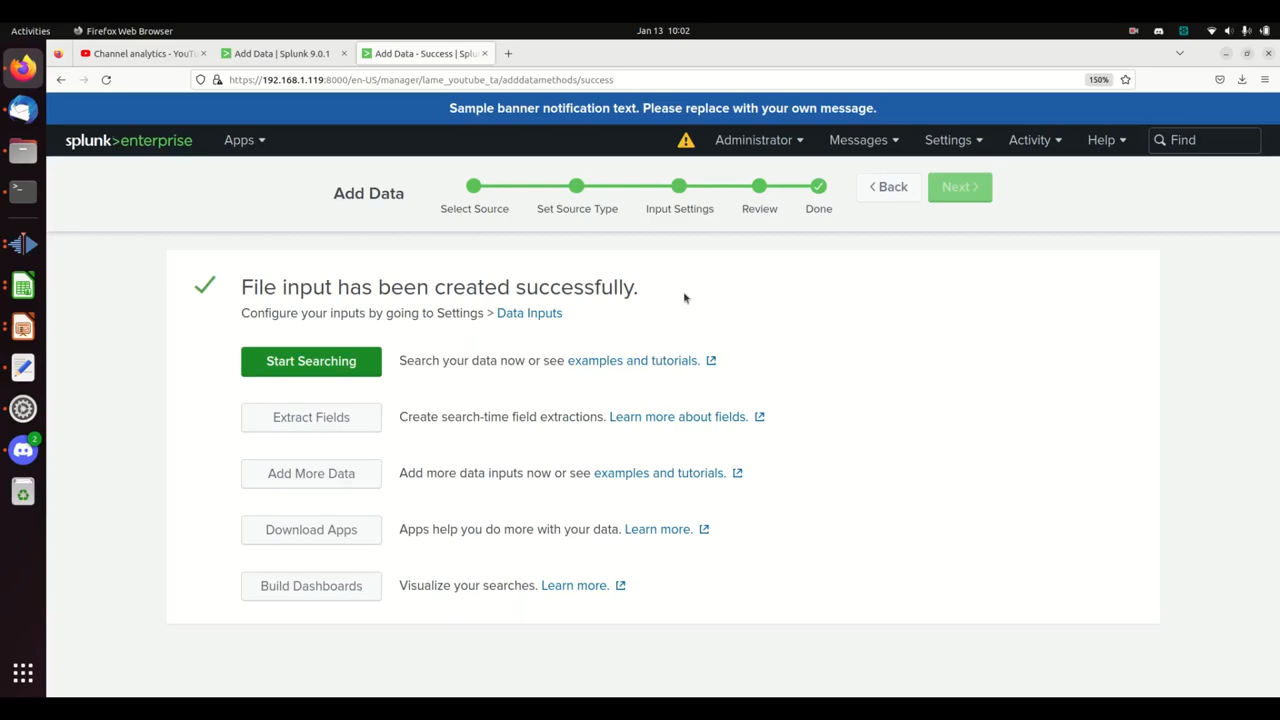 Activities
Firefox Web Browser
Jan 13 10:02
Channel analytics - YouTu
Add Data | Splunk 9.0.1
Add Data - Success | Splu
https://192.168.1.119:8000/en-US/manager/lame_youtube_ta/adddatamethods/success
150%
Sample banner notification text. Please replace with your own message.
splunk>enterprise
Apps
Administrator
Messages
Settings
Activity
Help
Find
Add Data
Select Source
Set Source Type
Input Settings
Review
Done
< Back
Next >
File input has been created successfully.
Configure your inputs by going to Settings > Data Inputs
Start Searching
Search your data now or see examples and tutorials.
Extract Fields
Create search-time field extractions. Learn more about fields.
Add More Data
Add more data inputs now or see examples and tutorials.
Download Apps
Apps help you do more with your data. Learn more.
Build Dashboards
Visualize your searches. Learn more.
2